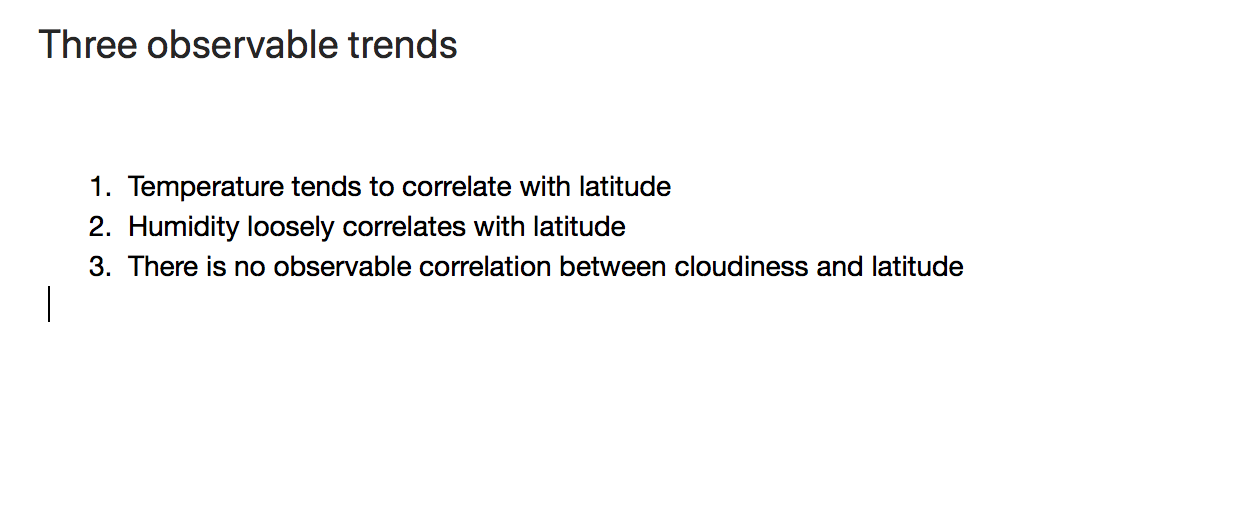 Three observable trends
1. Temperature tends to correlate with latitude
2. Humidity loosely correlates with latitude
3. There is no observable correlation between cloudiness and latitude